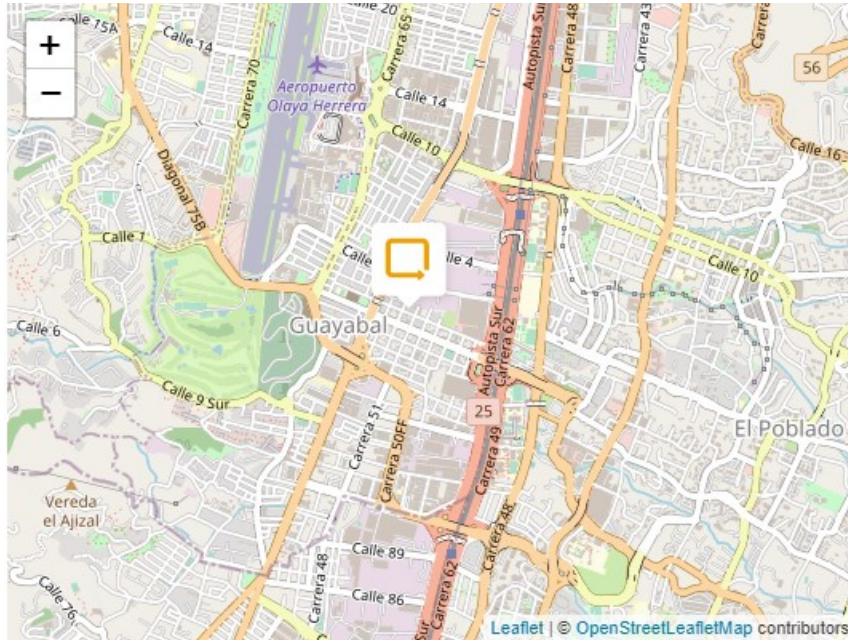 Calle 15A
Calle 14
Calle 20
Carrera 65
Carrera 70
Aeropuerto
Olaya Herrera
Calle 14
Calle 10
Autopista Sur
Carrera 48
Carrera 43
Carrera
56
Calle 16
Diagonal 75B
Calle 1
Calle 4
Calle 10
Calle 6
Guayabal
Autopista Sur
Carrera 62
Calle 9 Sur
25
El Poblado
Carrera 51
Carrera 50FF
Carrera 49
Vereda
el Ajizal
Carrera 48
Calle 89
Carrera 48
Calle 86
Calle 76
Carrera 62
Sur
+
−
Leaflet | © OpenStreetLeafletMap contributors